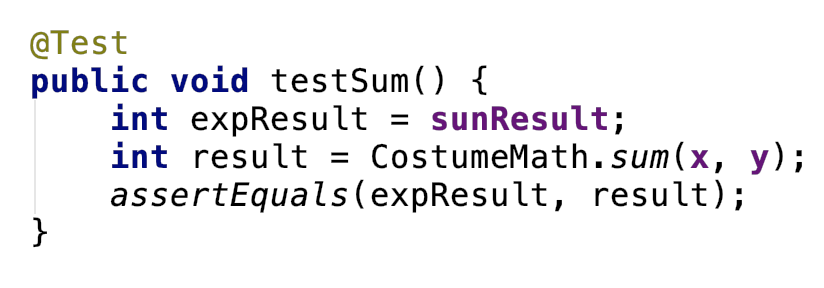 @Test
public void testSum() {
    int expResult = sunResult;
    int result = CostumeMath.sum(x, y);
    assertEquals(expResult, result);
}